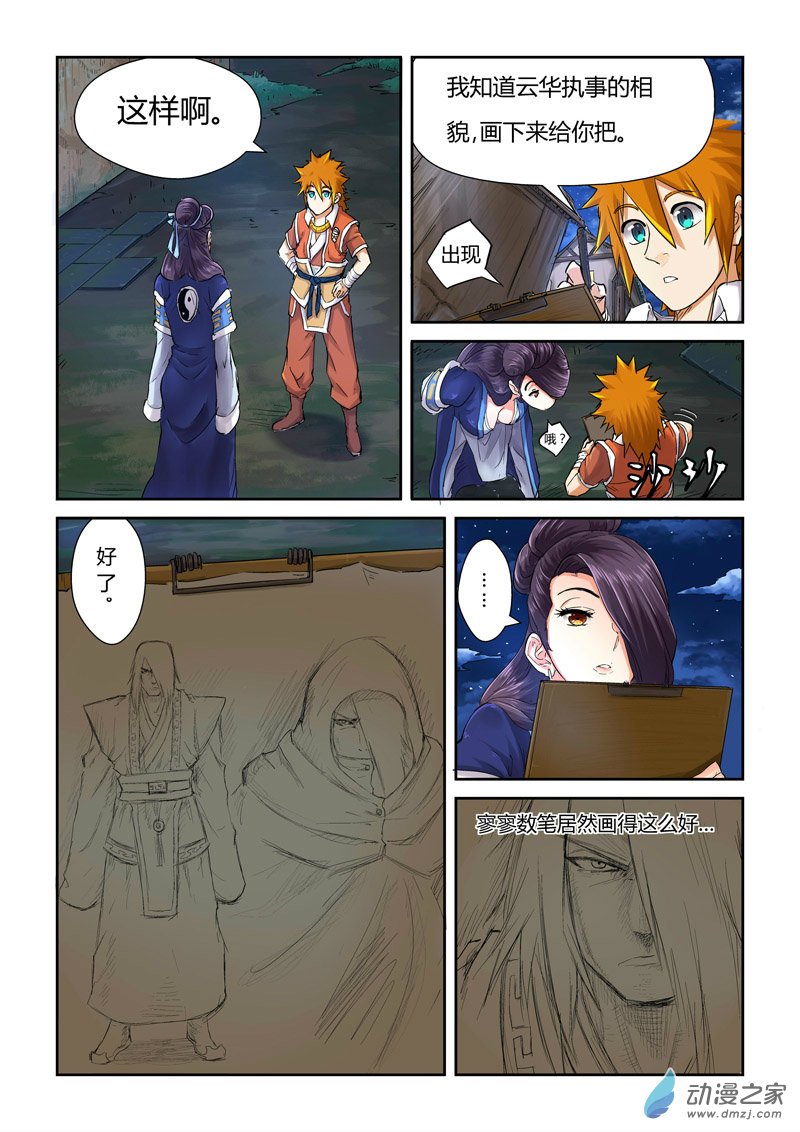 这样啊。
我知道云华执事的相
貌，画下来给你把。
出现
哦？
沙沙
好
了。
……
寥寥数笔居然画得这么好...
动漫之家
www.dmzj.com